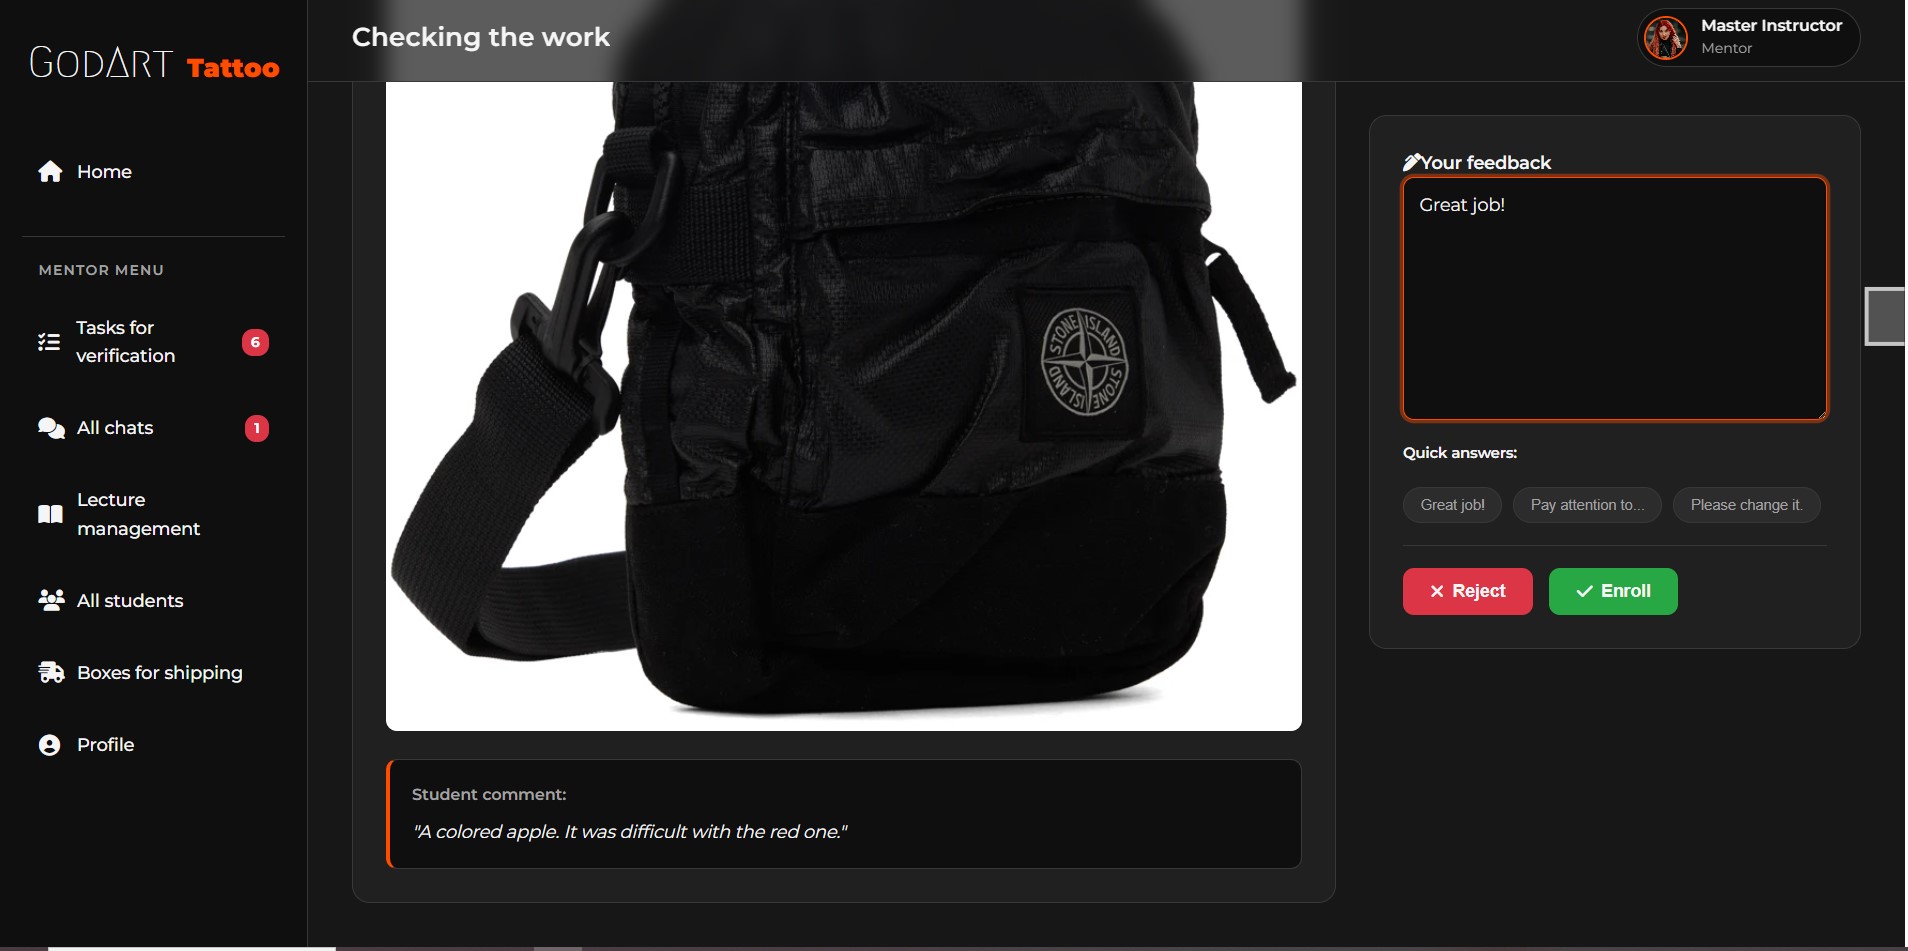 GODART Tattoo
Home
MENTOR MENU
Tasks for
verification
6
All chats
1
Lecture
management
All students
Boxes for shipping
Profile
Checking the work
Master Instructor
Mentor
STONE ISLAND
STONE ISLAND
Student comment:
"A colored apple. It was difficult with the red one."
Your feedback
Great job!
Quick answers:
Great job!
Pay attention to...
Please change it.
Reject
Enroll